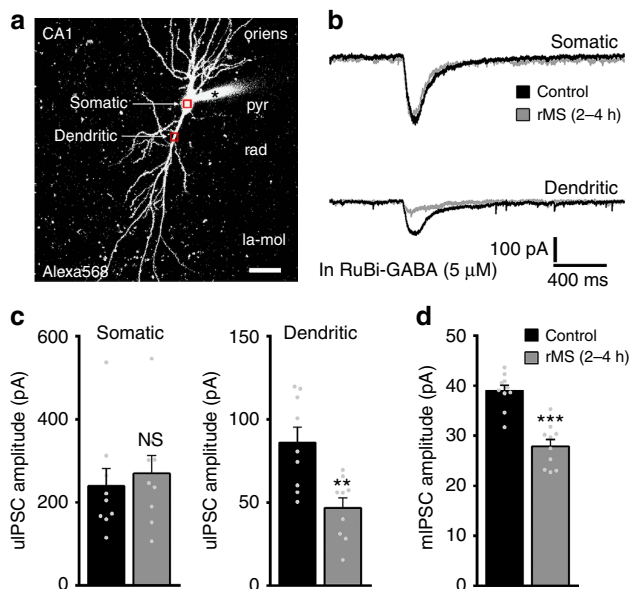 a
CA1
oriens
Somatic
*
pyr
Dendritic
rad
la-mol
Alexa568
b
Somatic
Control
rMS (2–4 h)
Dendritic
100 pA
In RuBi-GABA (5 μM)
400 ms
c
Somatic
uIPSC amplitude (pA)
600
400
200
0
NS
Dendritic
uIPSC amplitude (pA)
150
100
50
0
**
d
Control
rMS (2–4 h)
mIPSC amplitude (pA)
50
40
30
20
10
0
***